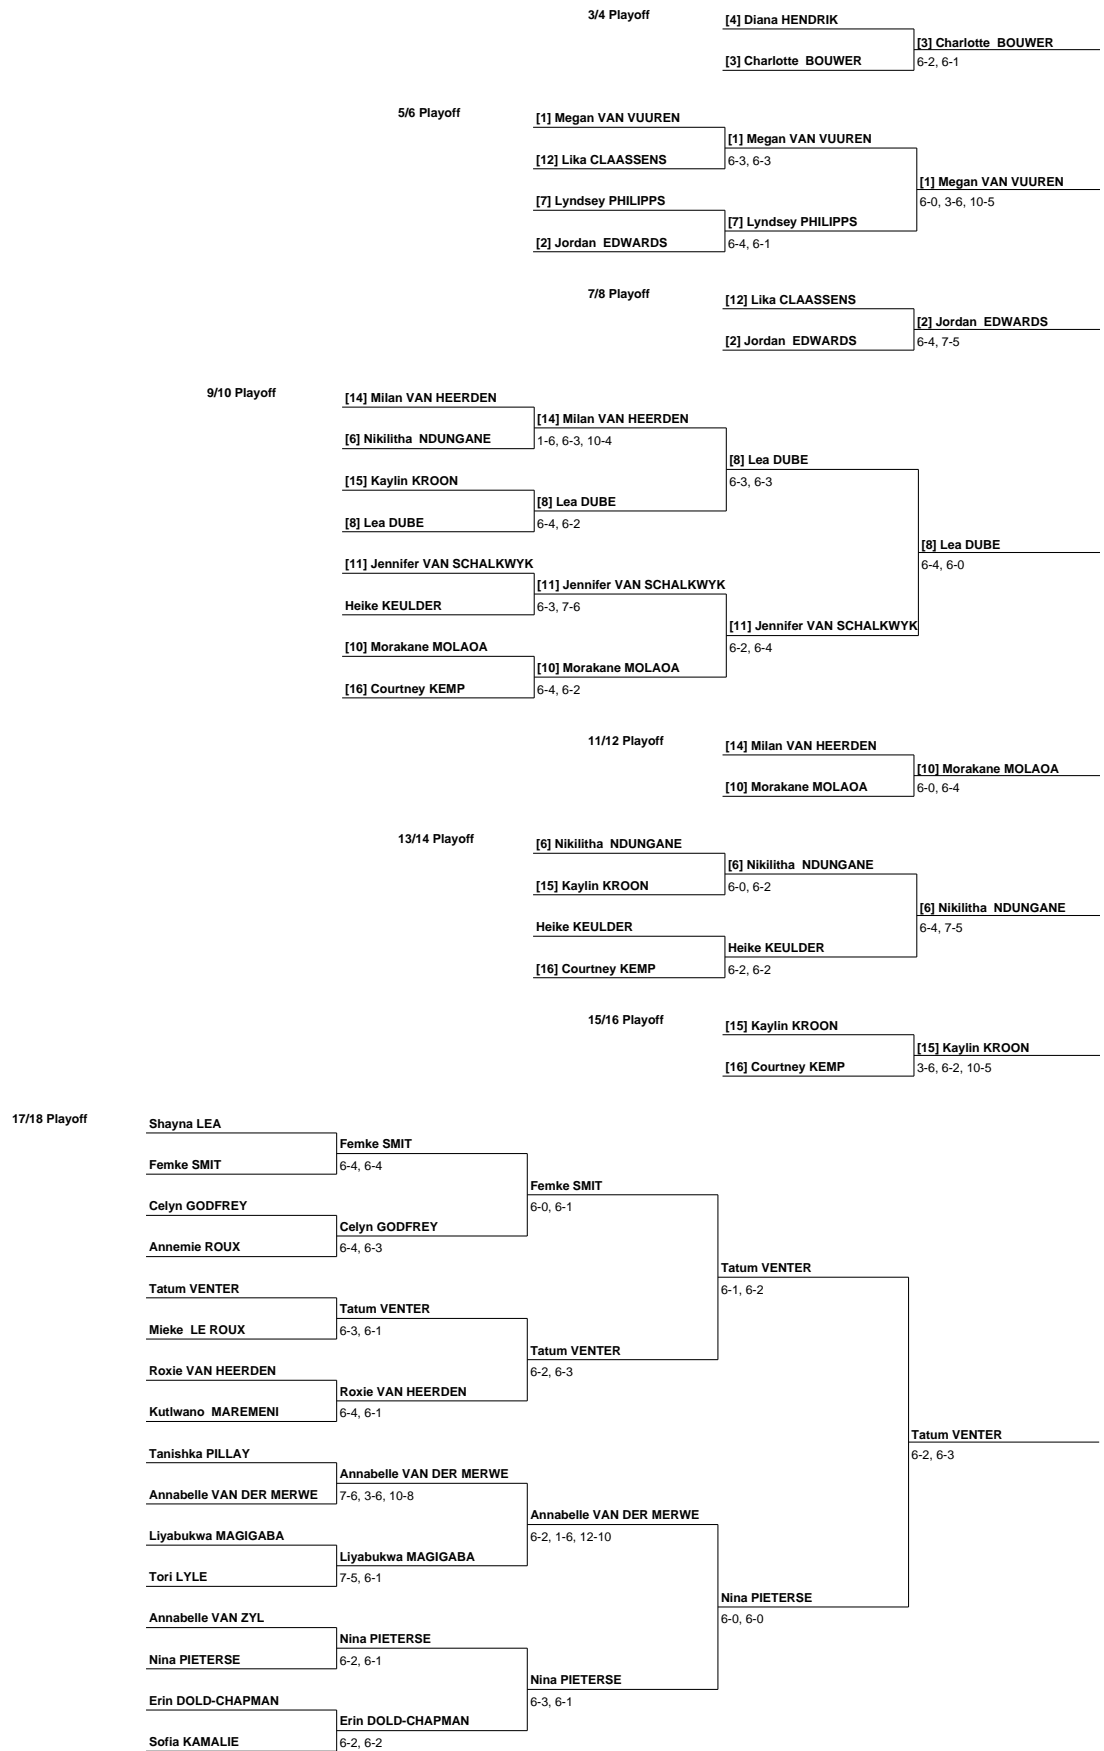 3/4 Playoff
[4] Diana HENDRIK
[3] Charlotte  BOUWER
[3] Charlotte  BOUWER
6-2, 6-1
5/6 Playoff
[1] Megan VAN VUUREN
[1] Megan VAN VUUREN
[12] Lika CLAASSENS
6-3, 6-3
[1] Megan VAN VUUREN
[7] Lyndsey PHILIPPS
6-0, 3-6, 10-5
[7] Lyndsey PHILIPPS
[2] Jordan  EDWARDS
6-4, 6-1
7/8 Playoff
[12] Lika CLAASSENS
[2] Jordan  EDWARDS
[2] Jordan  EDWARDS
6-4, 7-5
9/10 Playoff
[14] Milan VAN HEERDEN
[14] Milan VAN HEERDEN
[6] Nikilitha  NDUNGANE
1-6, 6-3, 10-4
[8] Lea DUBE
[15] Kaylin KROON
6-3, 6-3
[8] Lea DUBE
[8] Lea DUBE
6-4, 6-2
[8] Lea DUBE
[11] Jennifer VAN SCHALKWYK
6-4, 6-0
[11] Jennifer VAN SCHALKWYK
Heike KEULDER
6-3, 7-6
[11] Jennifer VAN SCHALKWYK
[10] Morakane MOLAOA
6-2, 6-4
[10] Morakane MOLAOA
[16] Courtney KEMP
6-4, 6-2
11/12 Playoff
[14] Milan VAN HEERDEN
[10] Morakane MOLAOA
[10] Morakane MOLAOA
6-0, 6-4
13/14 Playoff
[6] Nikilitha  NDUNGANE
[6] Nikilitha  NDUNGANE
[15] Kaylin KROON
6-0, 6-2
[6] Nikilitha  NDUNGANE
Heike KEULDER
6-4, 7-5
Heike KEULDER
[16] Courtney KEMP
6-2, 6-2
15/16 Playoff
[15] Kaylin KROON
[15] Kaylin KROON
[16] Courtney KEMP
3-6, 6-2, 10-5
17/18 Playoff
Shayna LEA
Femke SMIT
Femke SMIT
6-4, 6-4
Femke SMIT
Celyn GODFREY
6-0, 6-1
Celyn GODFREY
Annemie ROUX
6-4, 6-3
Tatum VENTER
Tatum VENTER
6-1, 6-2
Tatum VENTER
Mieke  LE ROUX
6-3, 6-1
Tatum VENTER
Roxie VAN HEERDEN
6-2, 6-3
Roxie VAN HEERDEN
Kutlwano  MAREMENI
6-4, 6-1
Tatum VENTER
Tanishka PILLAY
6-2, 6-3
Annabelle VAN DER MERWE
Annabelle VAN DER MERWE
7-6, 3-6, 10-8
Annabelle VAN DER MERWE
Liyabukwa MAGIGABA
6-2, 1-6, 12-10
Liyabukwa MAGIGABA
Tori LYLE
7-5, 6-1
Nina PIETERSE
Annabelle VAN ZYL
6-0, 6-0
Nina PIETERSE
Nina PIETERSE
6-2, 6-1
Nina PIETERSE
Erin DOLD-CHAPMAN
6-3, 6-1
Erin DOLD-CHAPMAN
Sofia KAMALIE
6-2, 6-2